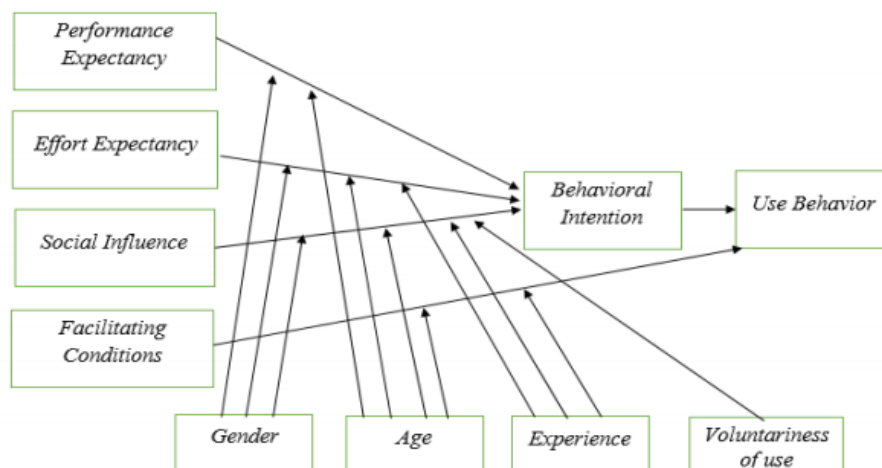 Performance
Expectancy
Effort Expectancy
Social Influence
Facilitating
Conditions
Behavioral
Intention
Use Behavior
Gender
Age
Experience
Voluntariness
of use